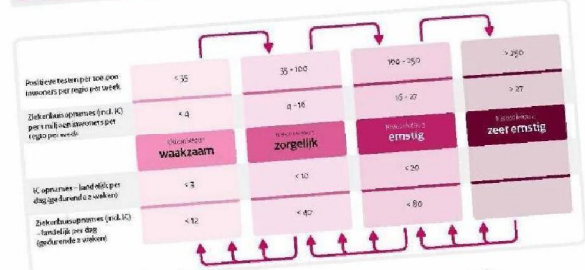 Positieve testen per 100.000
inwoners per regio per week
< 35
35 - 100
100 - 250
> 250
Ziekenhuisopnames (incl. IC)
per 1 miljoen inwoners per
regio per week
< 4
4 - 16
16 - 27
> 27
waakzaam
zorgelijk
ernstig
zeer ernstig
IC opnames – landelijk per
dag (gedurende 2 weken)
< 3
< 10
< 20
Ziekenhuisopnames (incl. IC)
– landelijk per dag
(gedurende 2 weken)
< 12
< 40
< 80